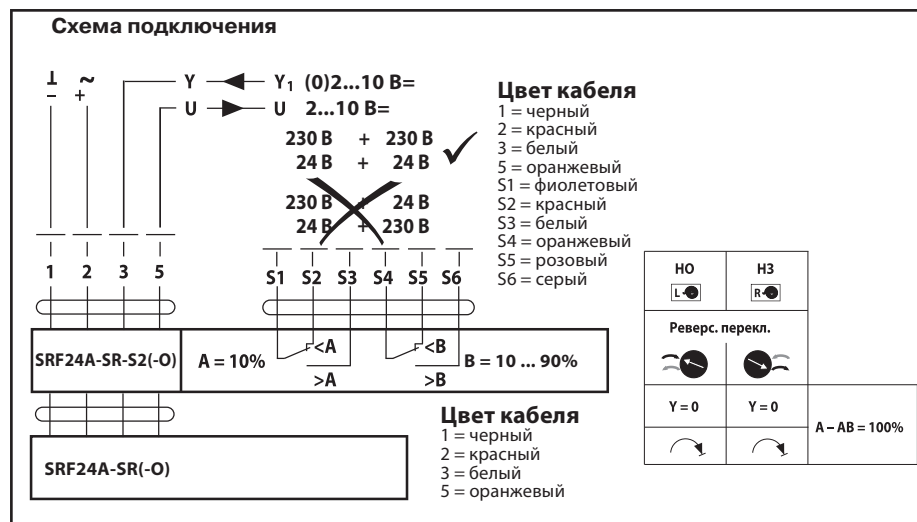 Схема подключения
⊥ ~
– +
Y Y1 (0)2...10 В=
U U 2...10 В=
230 В + 230 В
24 В + 24 В
230 В + 24 В
24 В + 230 В
Цвет кабеля
1 = черный
2 = красный
3 = белый
5 = оранжевый
S1 = фиолетовый
S2 = красный
S3 = белый
S4 = оранжевый
S5 = розовый
S6 = серый
1 2 3 5
S1 S2 S3 S4 S5 S6
SRF24A-SR-S2(-O)
A = 10%
<A
>A
<B
>B
B = 10 ... 90%
SRF24A-SR(-O)
Цвет кабеля
1 = черный
2 = красный
3 = белый
5 = оранжевый
НО НЗ
L R
Реверс. перекл.
Y = 0 Y = 0
A – AB = 100%